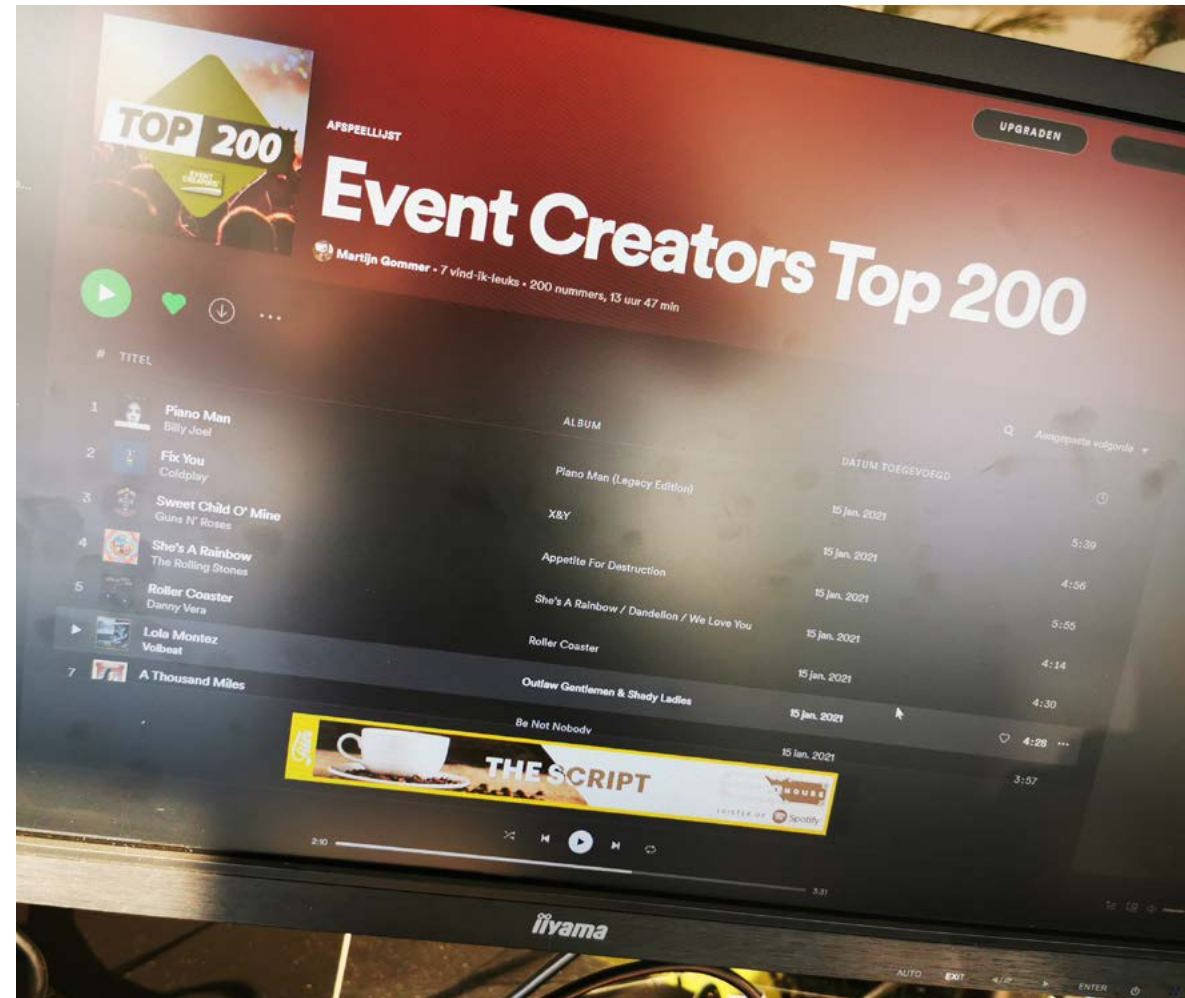 TOP 200
EVENT
CREATORS
AFSPEELLIJST
UPGRADEN
Event Creators Top 200
Martijn Gommer • 7 vind-ik-leuks • 200 nummers, 13 uur 47 min
# TITEL
ALBUM
DATUM TOEGEVOEGD
Aangepaste volgorde
1 Piano Man
Billy Joel
Piano Man (Legacy Edition)
15 jan. 2021
5:39
2 Fix You
Coldplay
X&Y
15 jan. 2021
4:56
3 Sweet Child O' Mine
Guns N' Roses
Appetite For Destruction
15 jan. 2021
5:55
4 She's A Rainbow
The Rolling Stones
She's A Rainbow / Dandelion / We Love You
15 jan. 2021
4:14
5 Roller Coaster
Danny Vera
Roller Coaster
15 jan. 2021
4:30
Lola Montez
Volbeat
Outlaw Gentlemen & Shady Ladies
15 jan. 2021
4:28
7 A Thousand Miles
Be Not Nobody
15 jan. 2021
3:57
THE SCRIPT
HOUSE
LUISTER OP Spotify
2:10
3:31
iiyama
AUTO EXIT ENTER